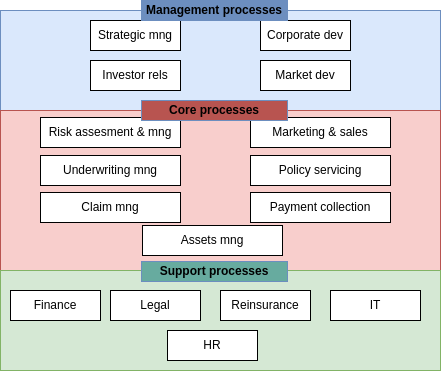 Management processes
Strategic mng
Corporate dev
Investor rels
Market dev
Core processes
Risk assesment & mng
Marketing & sales
Underwriting mng
Policy servicing
Claim mng
Payment collection
Assets mng
Support processes
Finance
Legal
Reinsurance
IT
HR